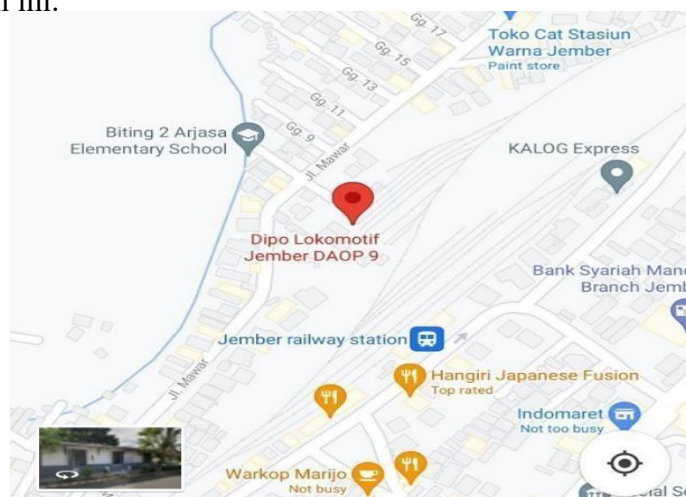 ini.
Gg. 17
Gg. 15
Gg. 13
Gg. 11
Gg. 9
Toko Cat Stasiun
Warna Jember
Paint store
Biting 2 Arjasa
Elementary School
Jl. Mawar
KALOG Express
Dipo Lokomotif
Jember DAOP 9
Bank Syariah Man
Branch Jemb
Jember railway station
Hangiri Japanese Fusion
Top rated
Jl. Mawar
Indomaret
Not too busy
Warkop Marijo
Not busy